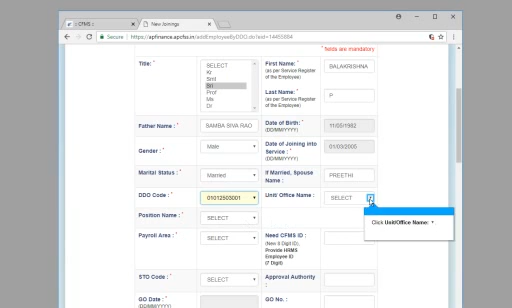 :: CFMS ::
New Joinings
Secure
https://apfinance.apcfss.in/addEmployeeByDDO.do?aid=14455884
* fields are mandatory
Title: *
SELECT
Kr
Smt
Sri
Prof
Ms
Dr
First Name: *
(as per Service Register of the Employee)
BALAKRISHNA
Last Name: *
(as per Service Register of the Employee)
P
Father Name : *
SAMBA SIVA RAO
Date of Birth: *
(DD/MM/YYYY)
11/05/1982
Gender : *
Male
Date of Joining into Service : *
(DD/MM/YYYY)
01/03/2005
Marital Status : *
Married
If Married, Spouse Name :
PREETHI
DDO Code : *
01012505001
Unit/ Office Name :
SELECT
Click Unit/Office Name: *.
Position Name : *
SELECT
Payroll Area : *
SELECT
Need CFMS ID :
(New 8 Digit ID),
Provide HRMS Employee ID
(7 Digit)
STO Code : *
SELECT
Approval Authority :
GO Date : *
(DD/MM/YYYY)
GO No. :